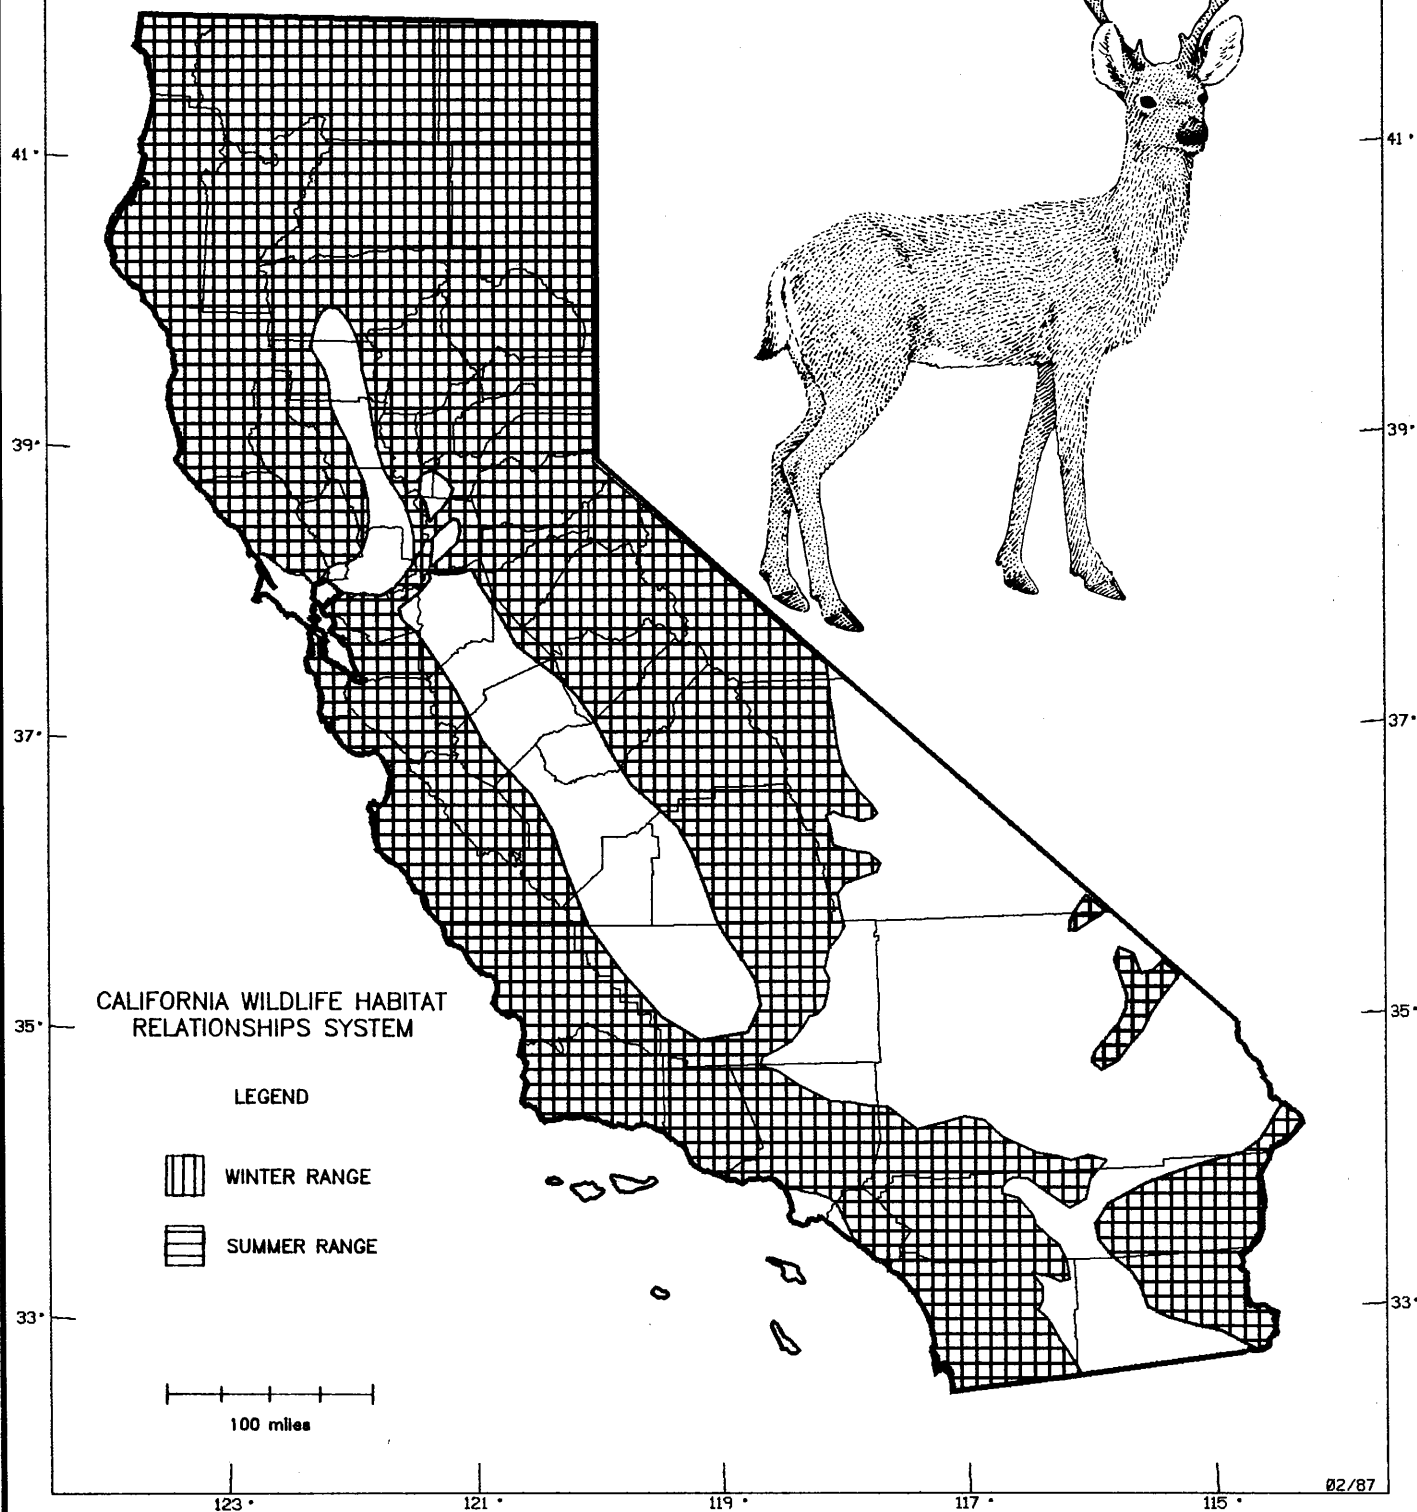 41°
41°
39°
39°
37°
37°
CALIFORNIA WILDLIFE HABITAT
RELATIONSHIPS SYSTEM
35°
35°
LEGEND
WINTER RANGE
SUMMER RANGE
33°
33°
100 miles
02/87
123°
121°
119°
117°
115°